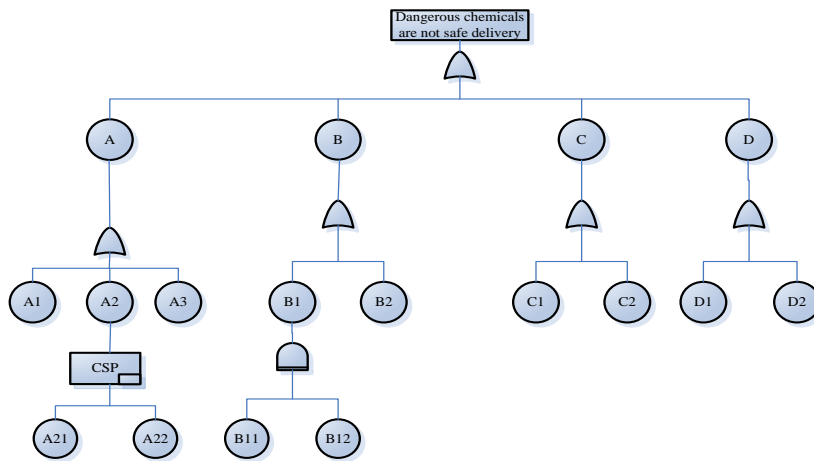 Dangerous chemicals
are not safe delivery
A
B
C
D
A1
A2
A3
B1
B2
C1
C2
D1
D2
CSP
A21
A22
B11
B12